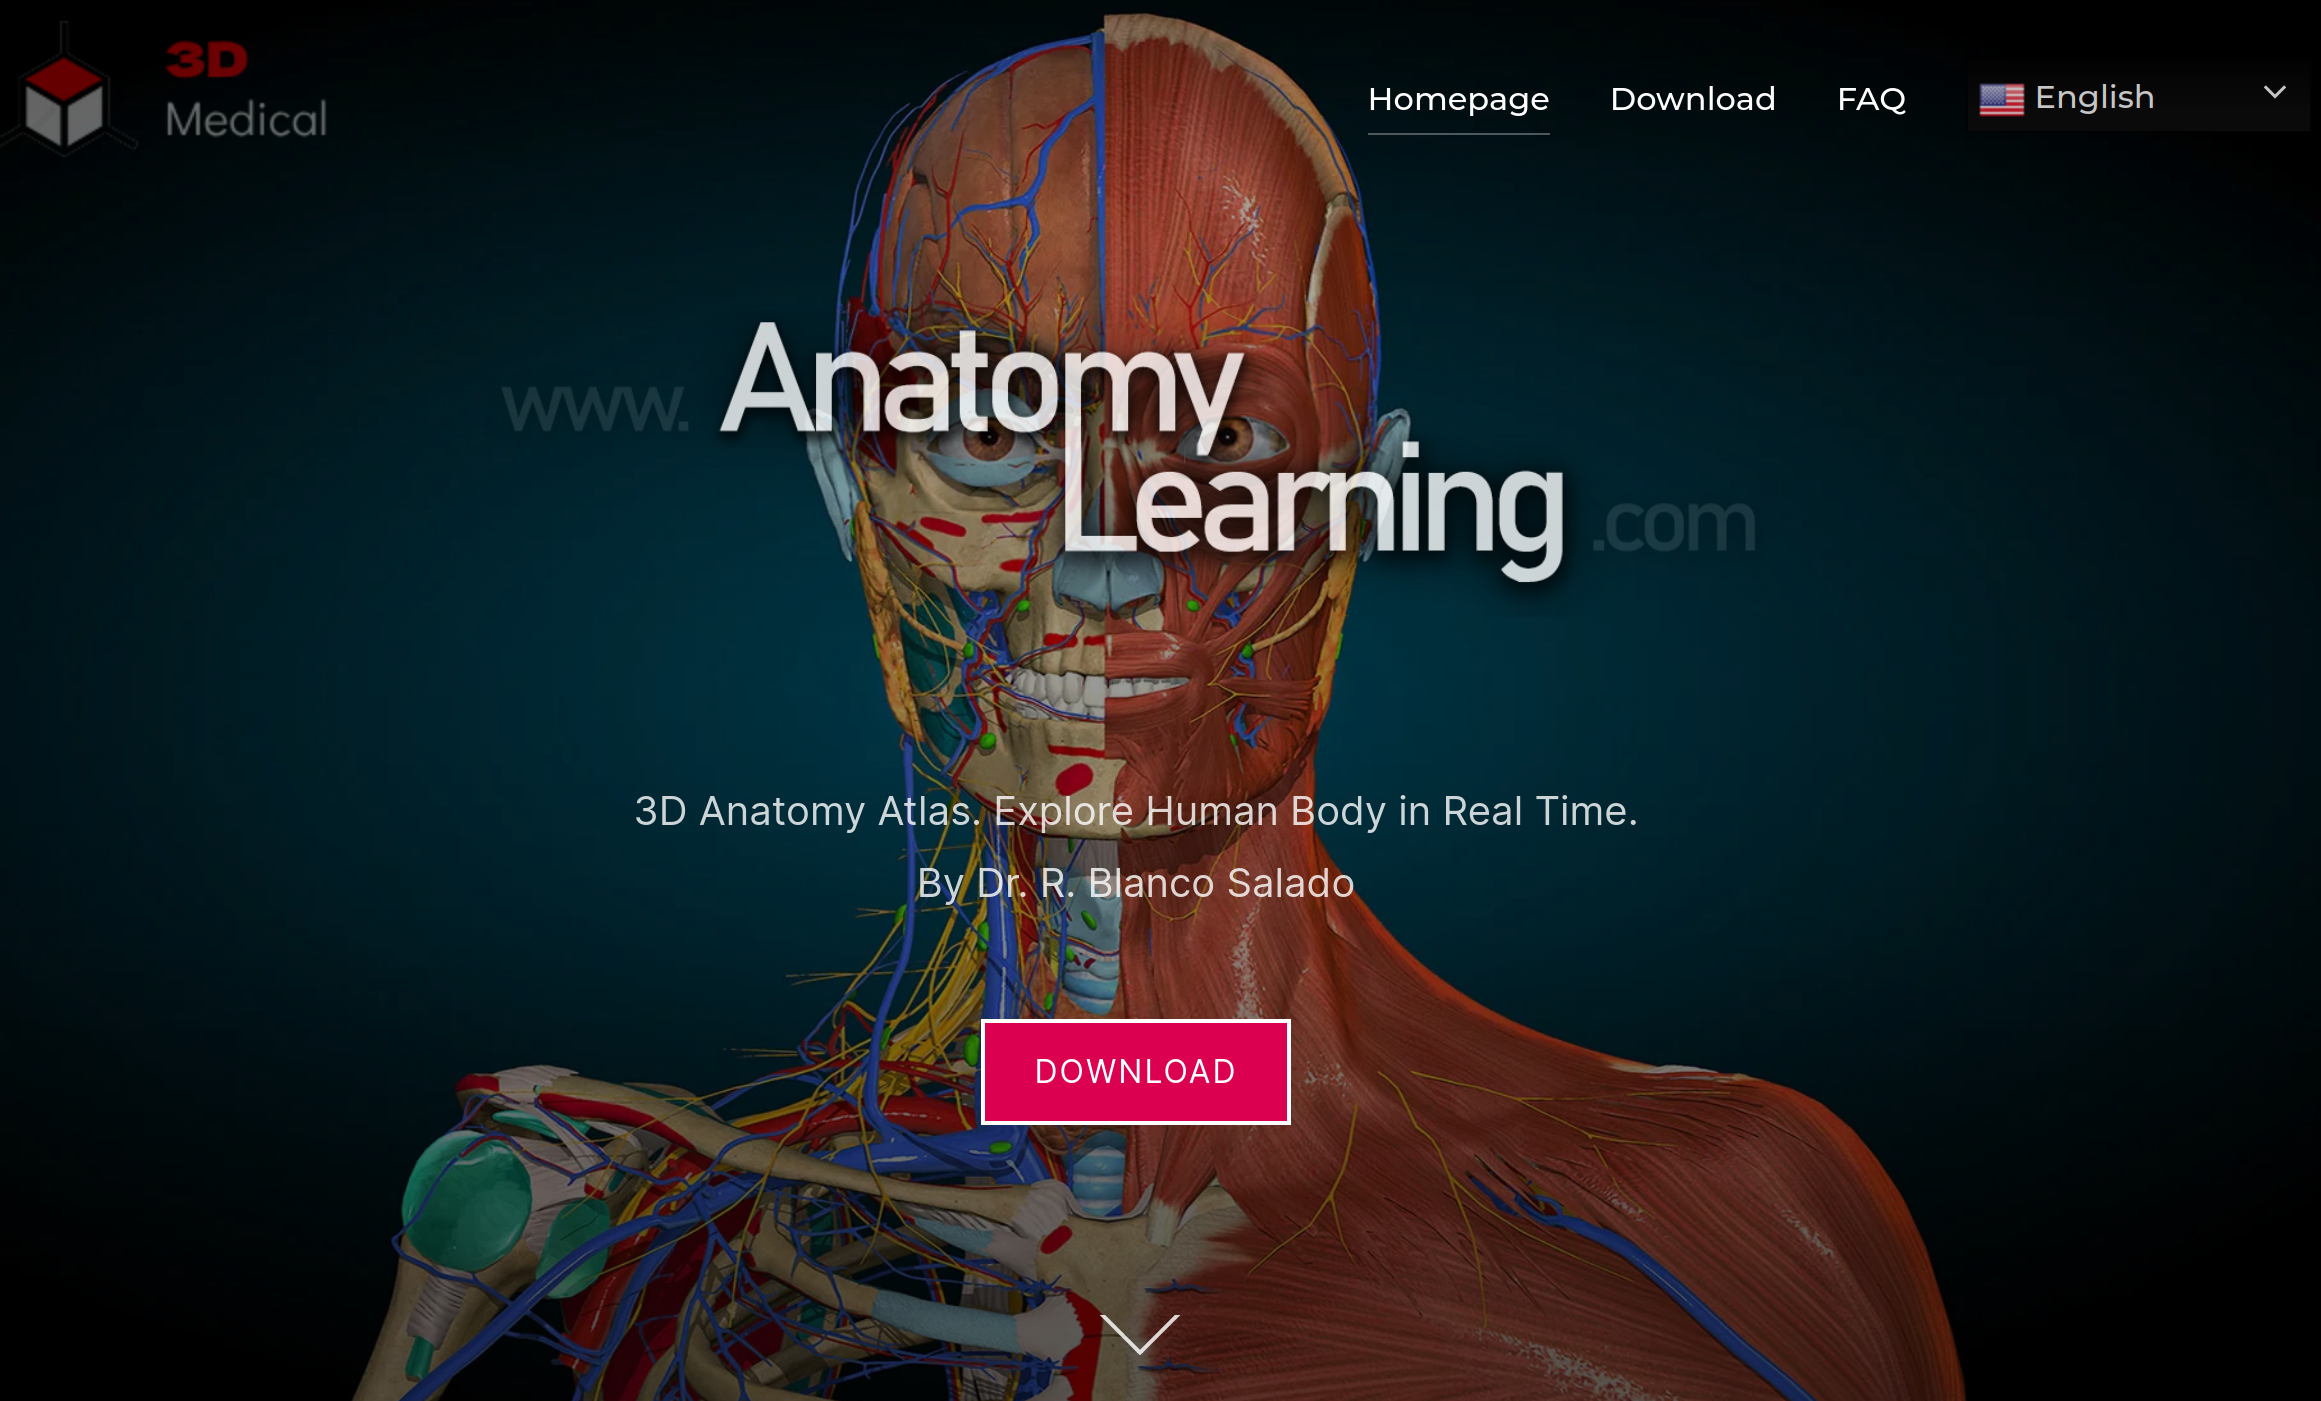 3D
Medical
Homepage Download FAQ English
www. Anatomy
Learning .com
3D Anatomy Atlas. Explore Human Body in Real Time.
By Dr. R. Blanco Salado
DOWNLOAD